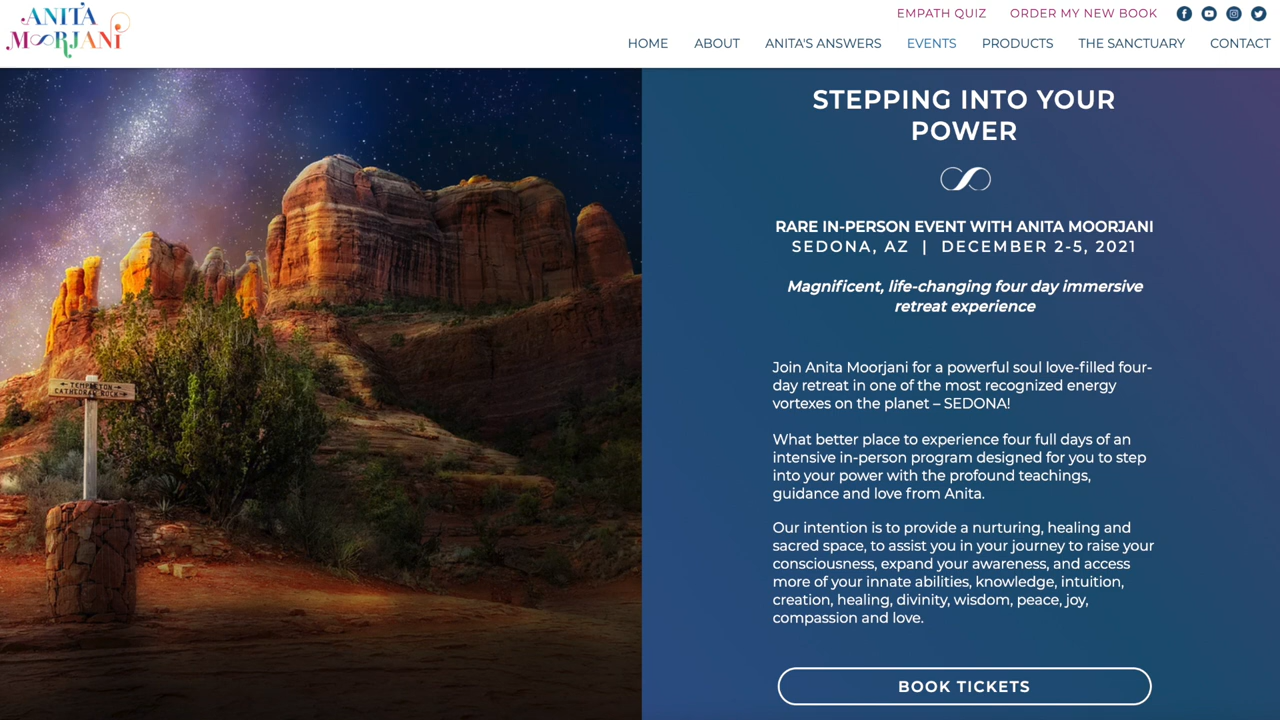 ANITA
MOORJANI
EMPATH QUIZ ORDER MY NEW BOOK
HOME ABOUT ANITA'S ANSWERS EVENTS PRODUCTS THE SANCTUARY CONTACT
STEPPING INTO YOUR
POWER
RARE IN-PERSON EVENT WITH ANITA MOORJANI
SEDONA, AZ | DECEMBER 2-5, 2021
Magnificent, life-changing four day immersive
retreat experience
Join Anita Moorjani for a powerful soul love-filled four-
day retreat in one of the most recognized energy
vortexes on the planet – SEDONA!
What better place to experience four full days of an
intensive in-person program designed for you to step
into your power with the profound teachings,
guidance and love from Anita.
Our intention is to provide a nurturing, healing and
sacred space, to assist you in your journey to raise your
consciousness, expand your awareness, and access
more of your innate abilities, knowledge, intuition,
creation, healing, divinity, wisdom, peace, joy,
compassion and love.
BOOK TICKETS
← TEMPLETON →
CATHEDRAL ROCK →